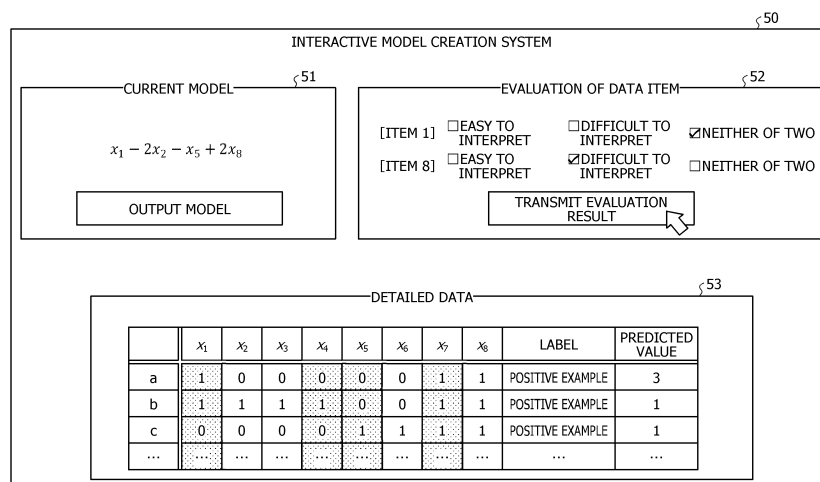 50
INTERACTIVE MODEL CREATION SYSTEM
CURRENT MODEL
51
x₁ − 2x₂ − x₅ + 2x₈
OUTPUT MODEL
EVALUATION OF DATA ITEM
52
[ITEM 1] ☐EASY TO INTERPRET ☐DIFFICULT TO INTERPRET ☑NEITHER OF TWO
[ITEM 8] ☐EASY TO INTERPRET ☑DIFFICULT TO INTERPRET ☐NEITHER OF TWO
TRANSMIT EVALUATION
RESULT
DETAILED DATA
53
x₁ x₂ x₃ x₄ x₅ x₆ x₇ x₈ LABEL PREDICTED VALUE
a 1 0 0 0 0 0 1 1 POSITIVE EXAMPLE 3
b 1 1 1 1 0 0 1 1 POSITIVE EXAMPLE 1
c 0 0 0 0 1 1 1 1 POSITIVE EXAMPLE 1
… … … … … … … … … … …